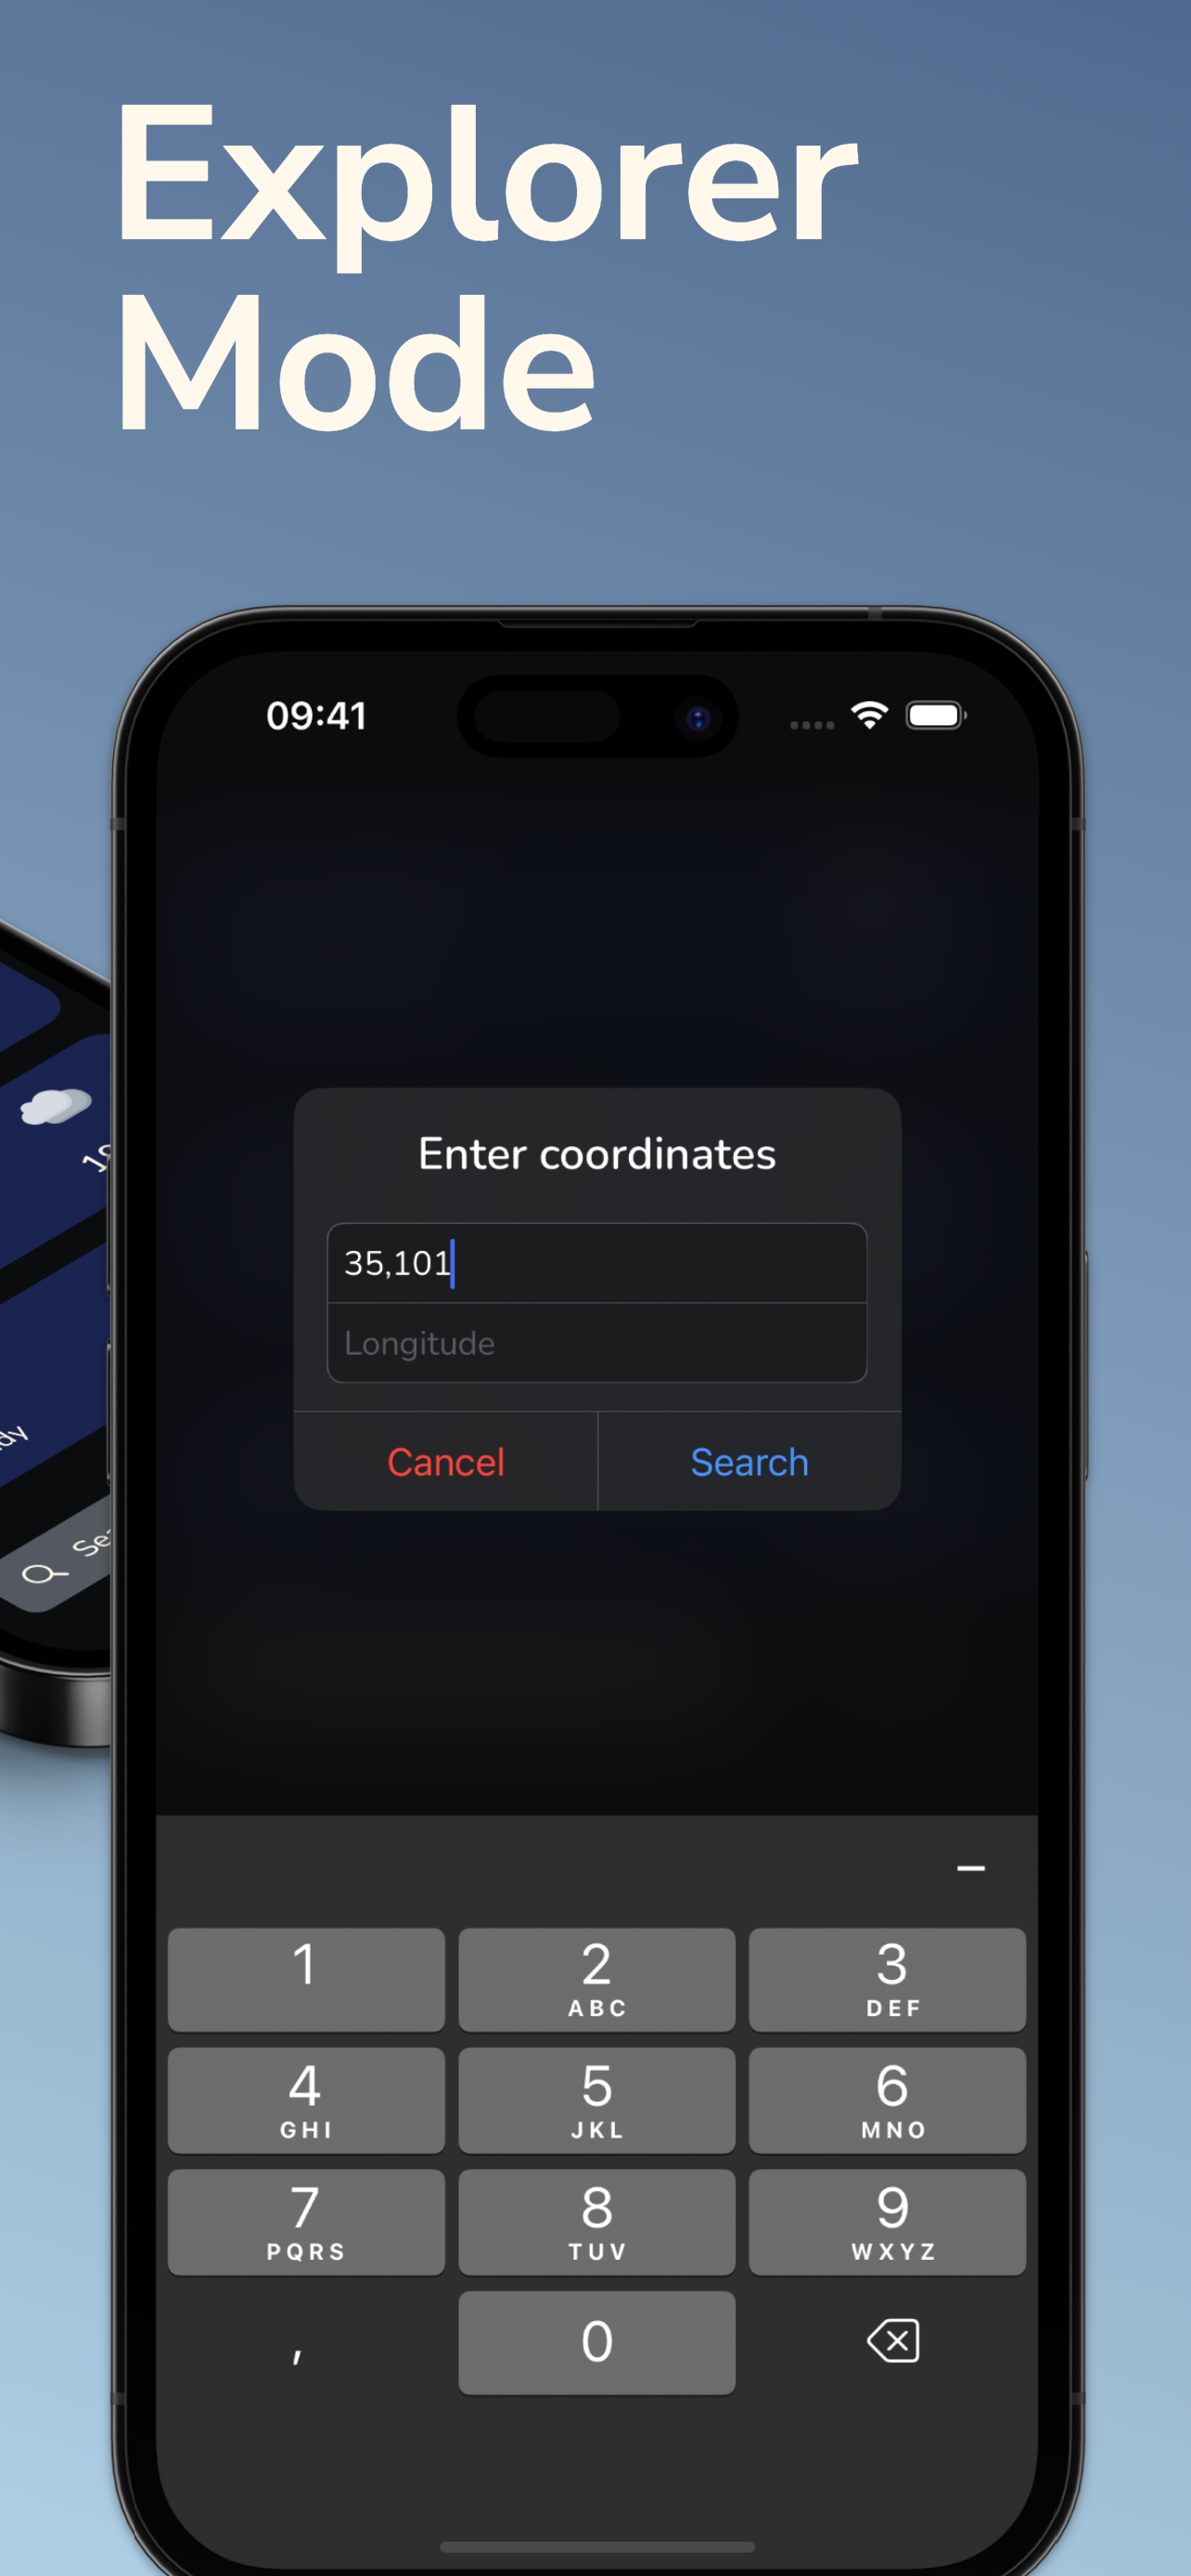 Explorer
Mode
09:41
Enter coordinates
35,101
Longitude
Cancel
Search
−
1
2
ABC
3
DEF
4
GHI
5
JKL
6
MNO
7
PQRS
8
TUV
9
WXYZ
,
0